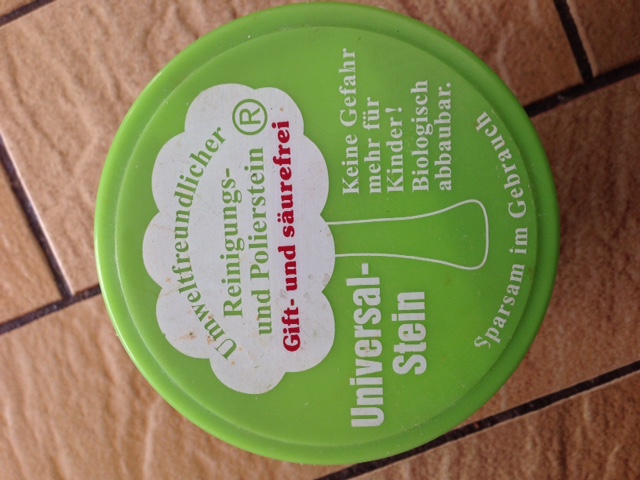 Umweltfreundlicher
Reinigungs-
und Polierstein ®
Gift- und säurefrei
Universal-
Stein
Keine Gefahr
mehr für
Kinder!
Biologisch
abbaubar.
Sparsam im Gebrauch